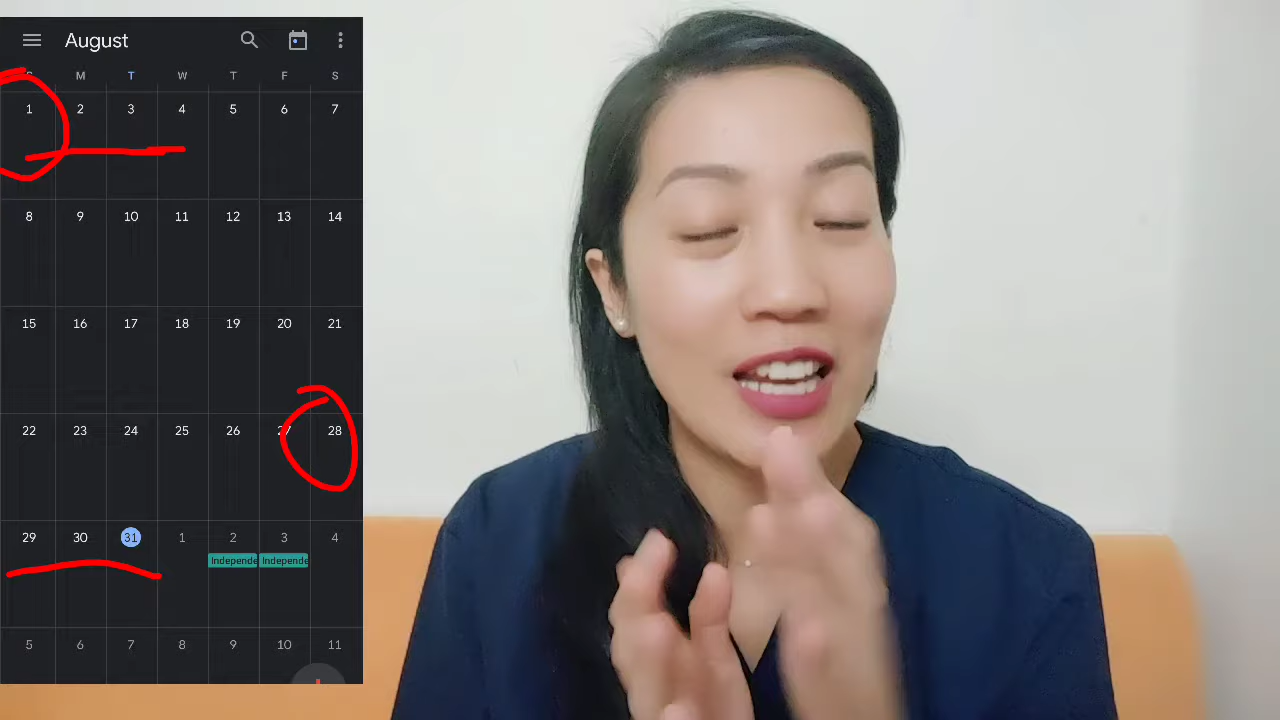 August
S M T W T F S
1 2 3 4 5 6 7
8 9 10 11 12 13 14
15 16 17 18 19 20 21
22 23 24 25 26 27 28
29 30 31 1 2 3 4
Independe Independe
5 6 7 8 9 10 11